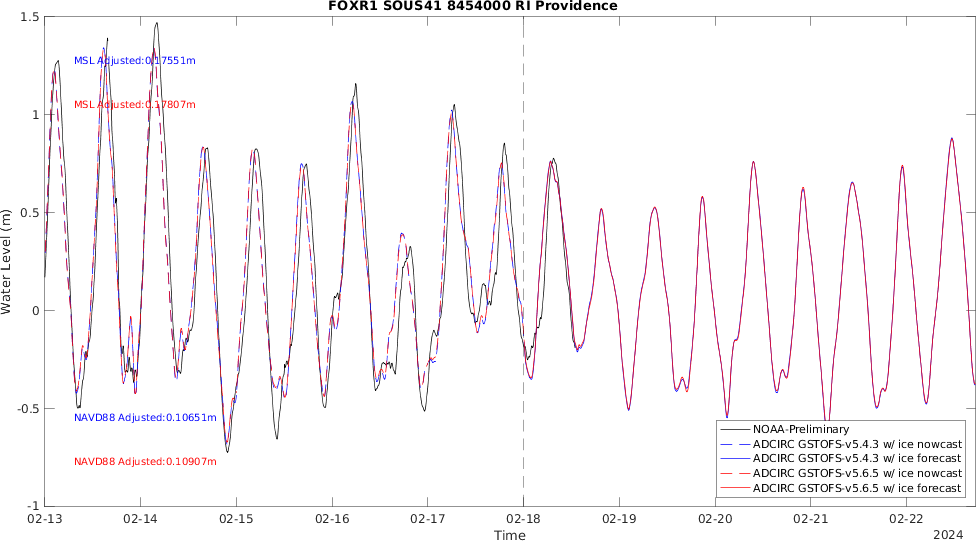 FOXR1 SOUS41 8454000 RI Providence
1.5
MSL Adjusted:0.17551m
MSL Adjusted:0.17807m
1
0.5
Water Level (m)
0
-0.5
NAVD88 Adjusted:0.10651m
NAVD88 Adjusted:0.10907m
NOAA-Preliminary
ADCIRC GSTOFS-v5.4.3 w/ ice nowcast
ADCIRC GSTOFS-v5.4.3 w/ ice forecast
ADCIRC GSTOFS-v5.6.5 w/ ice nowcast
ADCIRC GSTOFS-v5.6.5 w/ ice forecast
-1
02-13 02-14 02-15 02-16 02-17 02-18 02-19 02-20 02-21 02-22
Time
2024